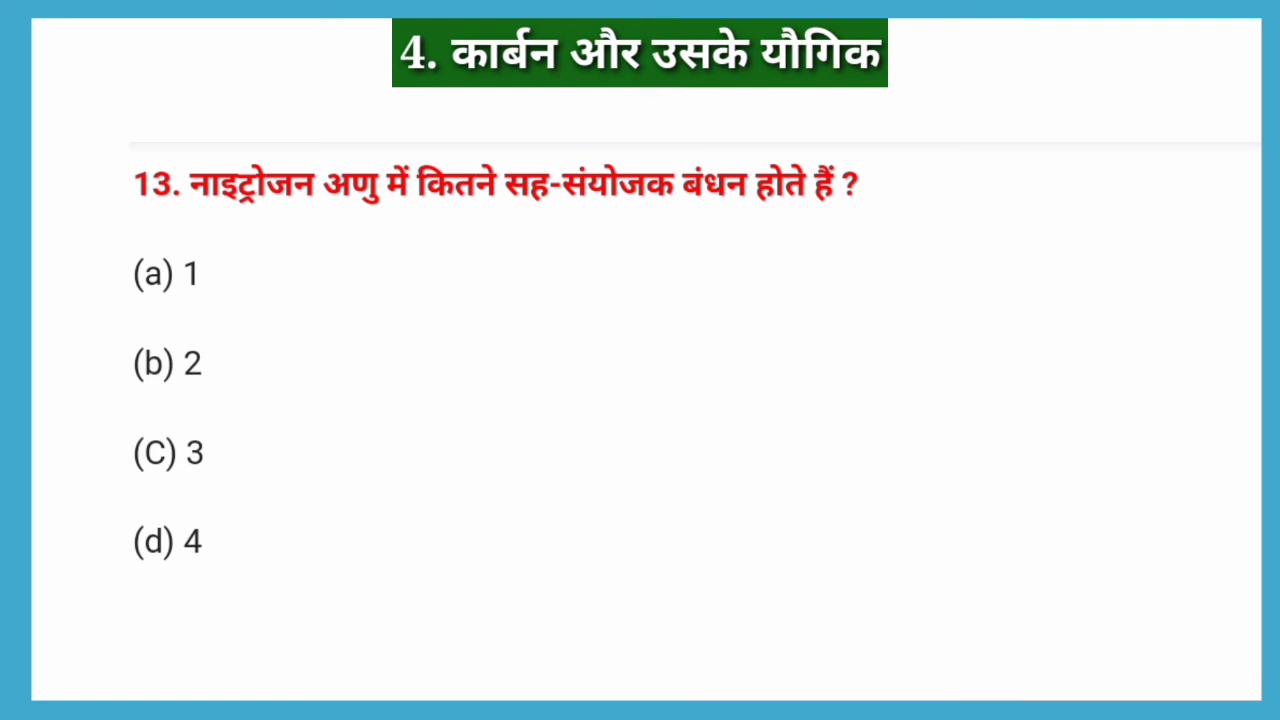 4. कार्बन और उसके यौगिक
13. नाइट्रोजन अणु में कितने सह-संयोजक बंधन होते हैं ?
(a) 1
(b) 2
(C) 3
(d) 4